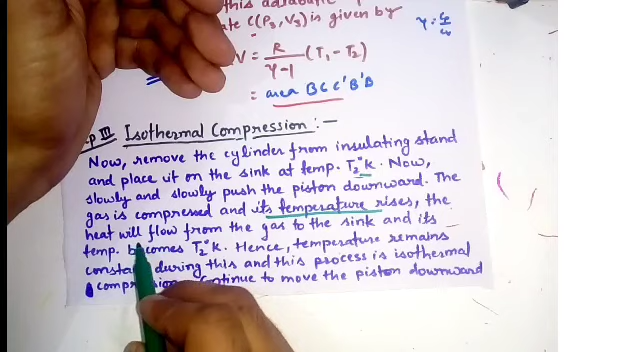 this adiabatic
ate C(P3, V3) is given by
γ = Cp/Cv
V = R/γ-1 (T1 - T2)
= area BCC'B'B
ep III Isothermal Compression :-
Now, remove the cylinder from insulating stand
and place it on the sink at temp. T2°K. Now,
slowly and slowly push the piston downward. The
gas is compressed and its temperature rises, the
heat will flow from the gas to the sink and its
temp. becomes T2°K. Hence, temperature remains
during this and this process is isothermal
continue to move the piston downward